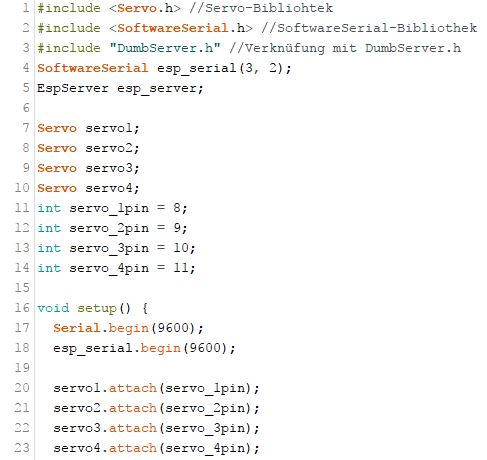 1 #include <Servo.h> //Servo-Bibliohtek
2 #include <SoftwareSerial.h> //SoftwareSerial-Bibliothek
3 #include "DumbServer.h" //Verknüfung mit DumbServer.h
4 SoftwareSerial esp_serial(3, 2);
5 EspServer esp_server;
6
7 Servo servo1;
8 Servo servo2;
9 Servo servo3;
10 Servo servo4;
11 int servo_1pin = 8;
12 int servo_2pin = 9;
13 int servo_3pin = 10;
14 int servo_4pin = 11;
15
16 void setup() {
17   Serial.begin(9600);
18   esp_serial.begin(9600);
19
20   servo1.attach(servo_1pin);
21   servo2.attach(servo_2pin);
22   servo3.attach(servo_3pin);
23   servo4.attach(servo_4pin);